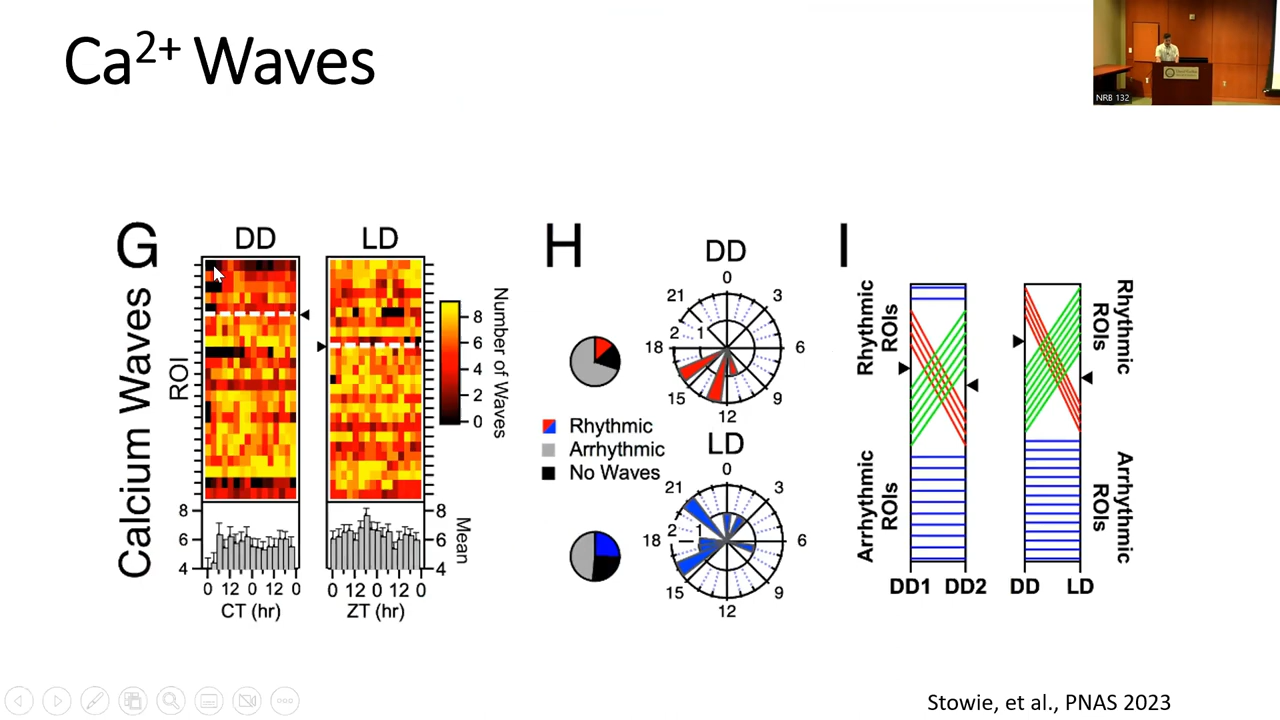 Ca2+ Waves
NRB 132
G
DD
LD
Calcium Waves
ROI
Number of Waves
8
6
4
2
0
8
6
4
8
6
4
Mean
0 12 0 12 0
0 12 0 12 0
CT (hr)
ZT (hr)
H
DD
0
3
6
9
12
15
18
21
2
1
Rhythmic
Arrhythmic
No Waves
LD
0
3
6
9
12
15
18
21
2
1
I
Rhythmic
ROIs
Arrhythmic
ROIs
Rhythmic
ROIs
Arrhythmic
ROIs
DD1 DD2
DD LD
Stowie, et al., PNAS 2023